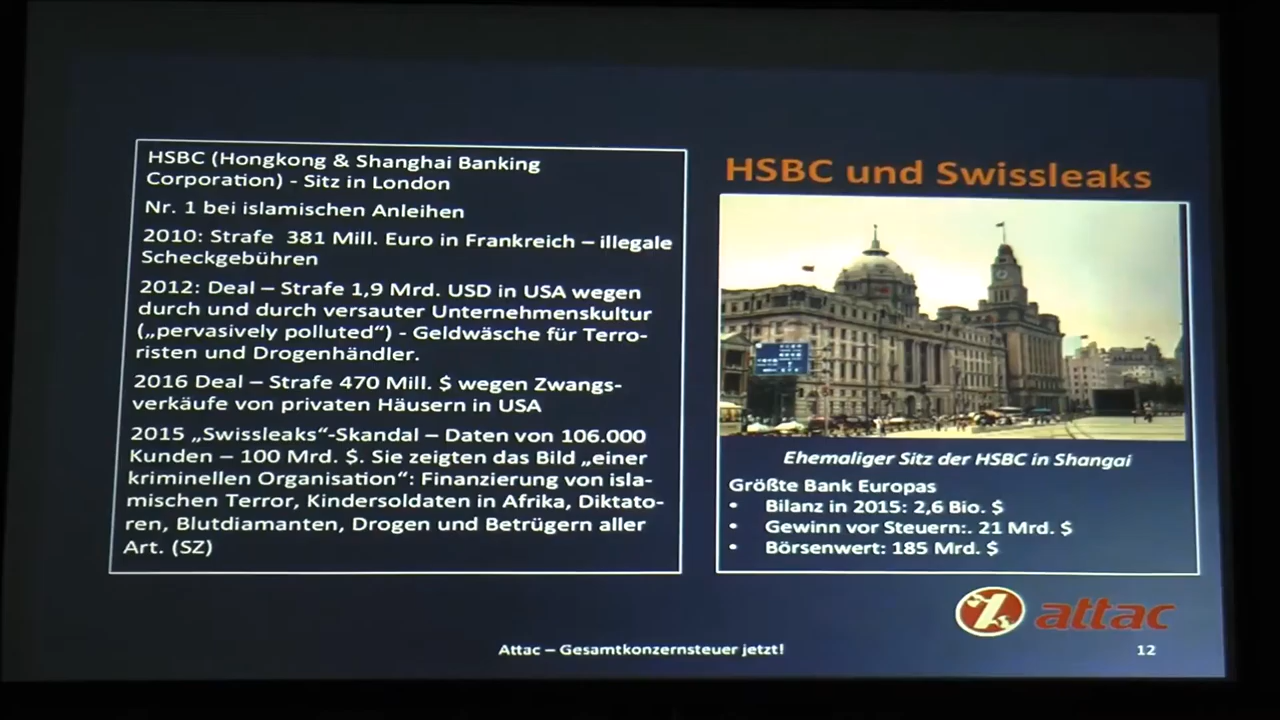 HSBC (Hongkong & Shanghai Banking
Corporation) - Sitz in London
Nr. 1 bei islamischen Anleihen
2010: Strafe 381 Mill. Euro in Frankreich – illegale
Scheckgebühren
2012: Deal – Strafe 1,9 Mrd. USD in USA wegen
durch und durch versauter Unternehmenskultur
(„pervasively polluted“) - Geldwäsche für Terro-
risten und Drogenhändler.
2016 Deal – Strafe 470 Mill. $ wegen Zwangs-
verkäufe von privaten Häusern in USA
2015 „Swissleaks“-Skandal – Daten von 106.000
Kunden – 100 Mrd. $. Sie zeigten das Bild „einer
kriminellen Organisation“: Finanzierung von isla-
mischen Terror, Kindersoldaten in Afrika, Diktato-
ren, Blutdiamanten, Drogen und Betrügern aller
Art. (SZ)
HSBC und Swissleaks
Ehemaliger Sitz der HSBC in Shangai
Größte Bank Europas
• Bilanz in 2015: 2,6 Bio. $
• Gewinn vor Steuern:. 21 Mrd. $
• Börsenwert: 185 Mrd. $
attac
Attac – Gesamtkonzernsteuer jetzt!
12